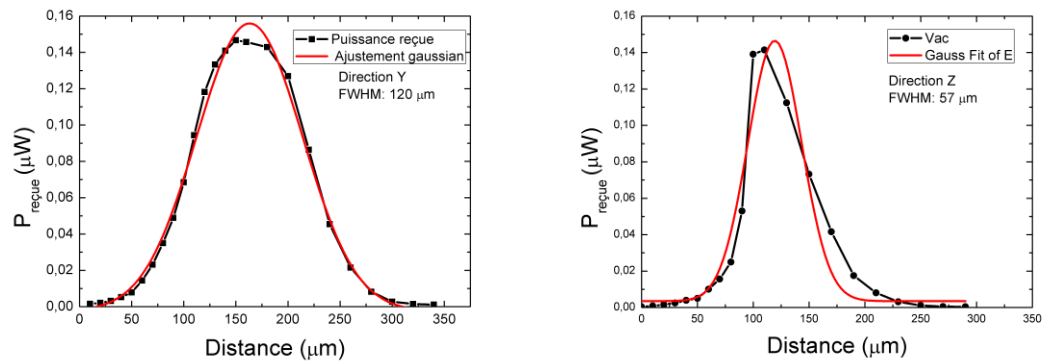 0,16
0,14
0,12
0,10
0,08
0,06
0,04
0,02
0,00
P reçue (µW)
Puissance reçue
Ajustement gaussian
Direction Y
FWHM: 120 µm
0 50 100 150 200 250 300 350
Distance (µm)
0,16
0,14
0,12
0,10
0,08
0,06
0,04
0,02
0,00
P reçue (µW)
Vac
Gauss Fit of E
Direction Z
FWHM: 57 µm
0 50 100 150 200 250 300 350
Distance (µm)